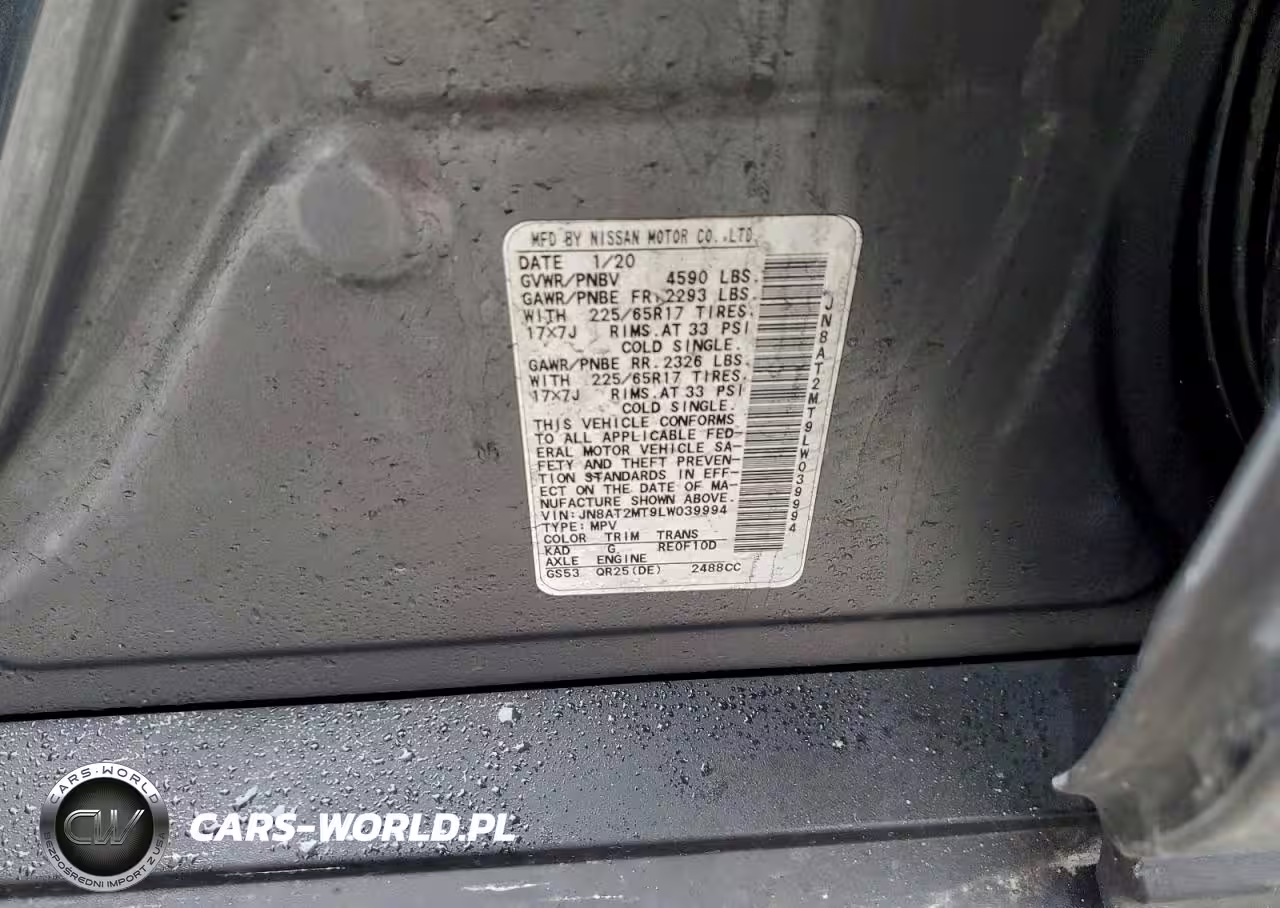 MFD BY NISSAN MOTOR CO.,LTD.
DATE 1/20
GVWR/PNBV 4590 LBS.
GAWR/PNBE FR. 2293 LBS.
WITH 225/65R17 TIRES.
17X7J RIMS.AT 33 PSI
COLD SINGLE.
GAWR/PNBE RR. 2326 LBS.
WITH 225/65R17 TIRES.
17X7J RIMS.AT 33 PSI
COLD SINGLE.
THIS VEHICLE CONFORMS
TO ALL APPLICABLE FED-
ERAL MOTOR VEHICLE SA-
FETY AND THEFT PREVEN-
TION STANDARDS IN EFF-
ECT ON THE DATE OF MA-
NUFACTURE SHOWN ABOVE.
VIN:JN8AT2MT9LW039994
TYPE:MPV
COLOR TRIM TRANS
KAD G RE0F10D
AXLE ENGINE
GS53 QR25(DE) 2488CC
JN8AT2MT9LW039994
CARS-WORLD
CW
BEZPOŚREDNI IMPORT Z USA
CARS-WORLD.PL